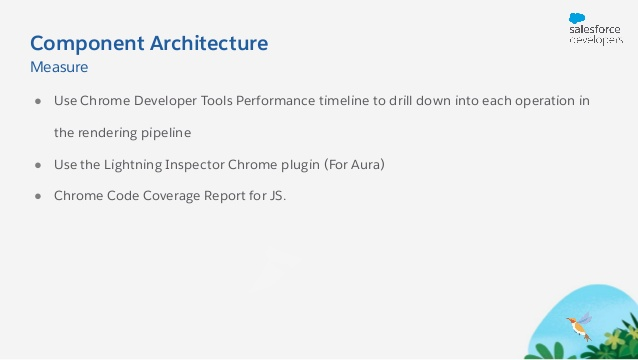 salesforce
developers
Component Architecture
Measure
● Use Chrome Developer Tools Performance timeline to drill down into each operation in
the rendering pipeline
● Use the Lightning Inspector Chrome plugin (For Aura)
● Chrome Code Coverage Report for JS.